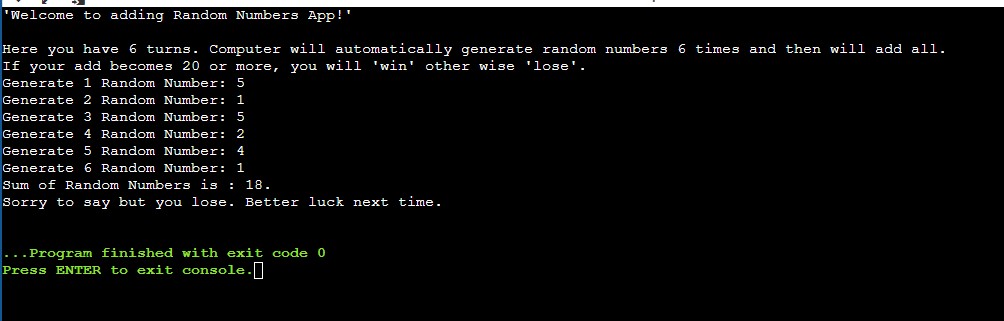 'Welcome to adding Random Numbers App!'
Here you have 6 turns. Computer will automatically generate random numbers 6 times and then will add all.
If your add becomes 20 or more, you will 'win' other wise 'lose'.
Generate 1 Random Number: 5
Generate 2 Random Number: 1
Generate 3 Random Number: 5
Generate 4 Random Number: 2
Generate 5 Random Number: 4
Generate 6 Random Number: 1
Sum of Random Numbers is : 18.
Sorry to say but you lose. Better luck next time.
...Program finished with exit code 0
Press ENTER to exit console.